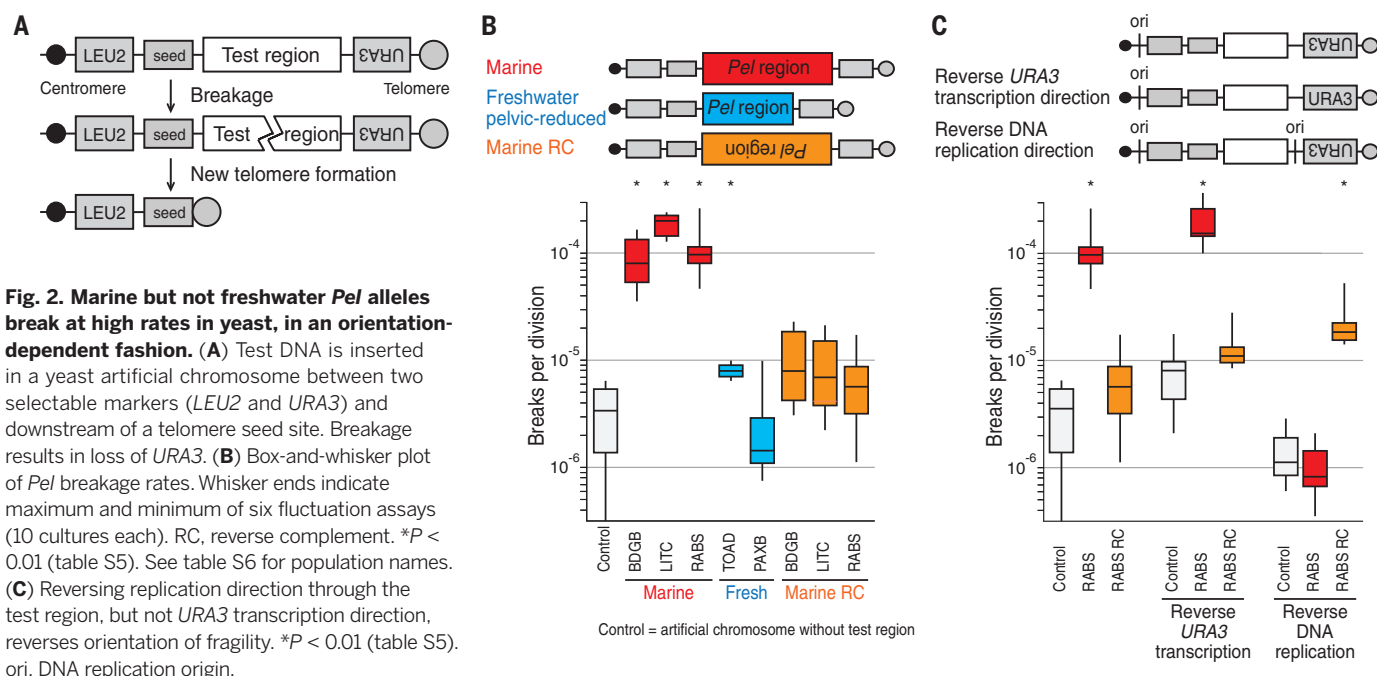 A
LEU2
seed
Test region
URA3
Centromere
Telomere
Breakage
LEU2
seed
Test region
URA3
New telomere formation
LEU2
seed
Fig. 2. Marine but not freshwater Pel alleles
break at high rates in yeast, in an orientation-
dependent fashion. (A) Test DNA is inserted
in a yeast artificial chromosome between two
selectable markers (LEU2 and URA3) and
downstream of a telomere seed site. Breakage
results in loss of URA3. (B) Box-and-whisker plot
of Pel breakage rates. Whisker ends indicate
maximum and minimum of six fluctuation assays
(10 cultures each). RC, reverse complement. *P <
0.01 (table S5). See table S6 for population names.
(C) Reversing replication direction through the
test region, but not URA3 transcription direction,
reverses orientation of fragility. *P < 0.01 (table S5).
ori, DNA replication origin.
B
Marine
Pel region
Freshwater
pelvic-reduced
Pel region
Marine RC
Pel region
* * * *
Breaks per division
10-4
10-5
10-6
Control
BDGB
LITC
RABS
TOAD
PAXB
BDGB
LITC
RABS
Marine
Fresh
Marine RC
Control = artificial chromosome without test region
C
ori
URA3
Reverse URA3
transcription direction
ori
URA3
Reverse DNA
replication direction
ori
ori
URA3
* * *
Breaks per division
10-4
10-5
10-6
Control
RABS
RABS RC
Control
RABS
RABS RC
Control
RABS
RABS RC
Reverse
URA3
transcription
Reverse
DNA
replication